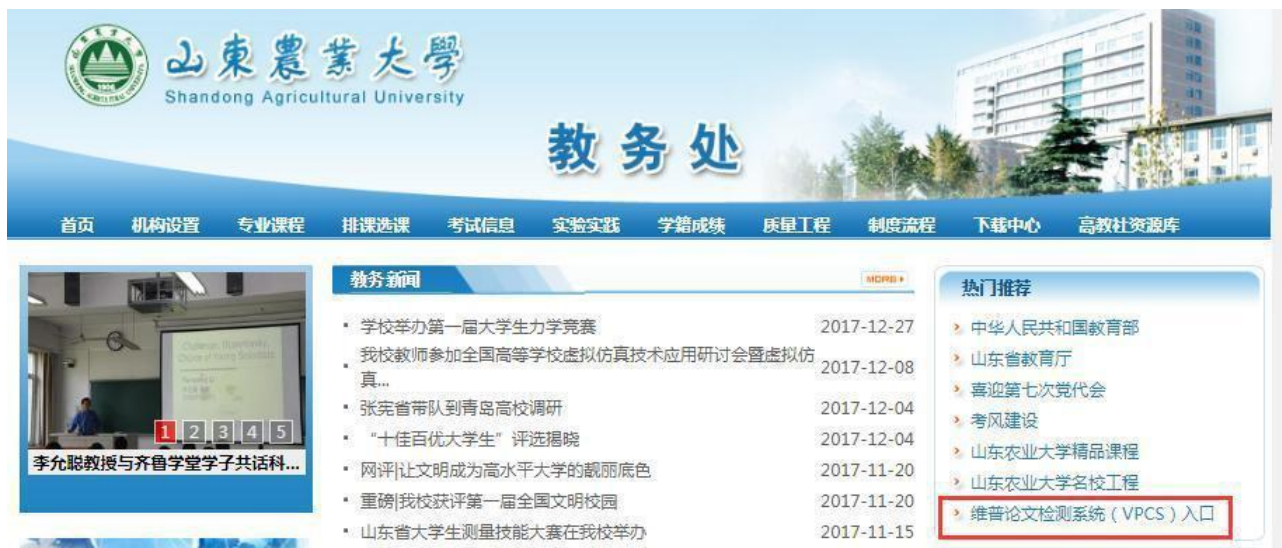 山東農業大學
Shandong Agricultural University
教务处
首页 机构设置 专业课程 排课选课 考试信息 实验实践 学籍成绩 质量工程 制度流程 下载中心 高教社资源库
1 2 3 4 5
李允聪教授与齐鲁学堂学子共话科...
教务新闻
MORE
学校举办第一届大学生力学竞赛 2017-12-27
我校教师参加全国高等学校虚拟仿真技术应用研讨会暨虚拟仿
真... 2017-12-08
张宪省带队到青岛高校调研 2017-12-04
“十佳百优大学生”评选揭晓 2017-12-04
网评|让文明成为高水平大学的靓丽底色 2017-11-20
重磅|我校获评第一届全国文明校园 2017-11-20
山东省大学生测量技能大赛在我校举办 2017-11-15
热门推荐
中华人民共和国教育部
山东省教育厅
喜迎第七次党代会
考风建设
山东农业大学精品课程
山东农业大学名校工程
维普论文检测系统（VPCS）入口